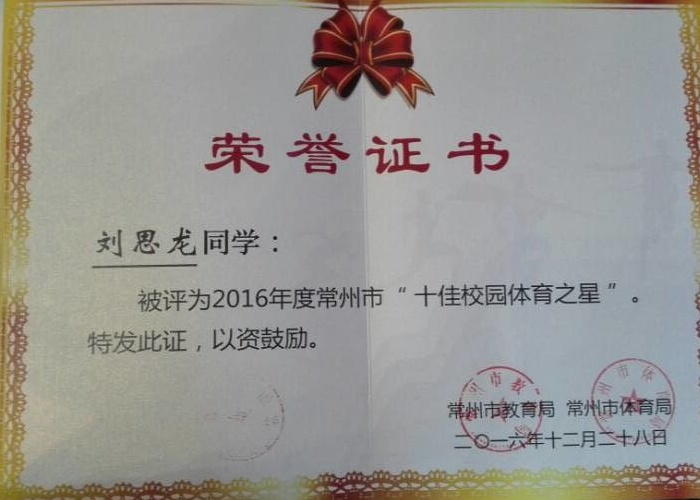 荣誉证书
刘思龙同学：
被评为2016年度常州市“十佳校园体育之星”。
特发此证，以资鼓励。
常州市教育局 常州市体育局
二〇一六年十二月二十八日